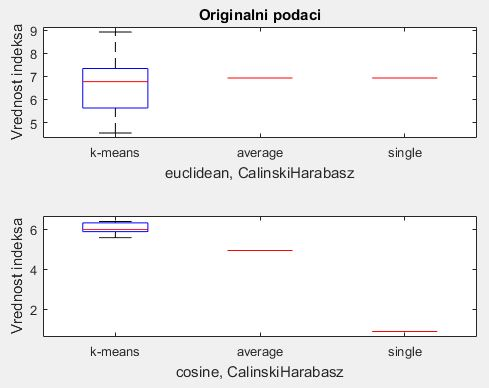 Originalni podaci
Vrednost indeksa
9
8
7
6
5
k-means average single
euclidean, CalinskiHarabasz
Vrednost indeksa
6
4
2
k-means average single
cosine, CalinskiHarabasz